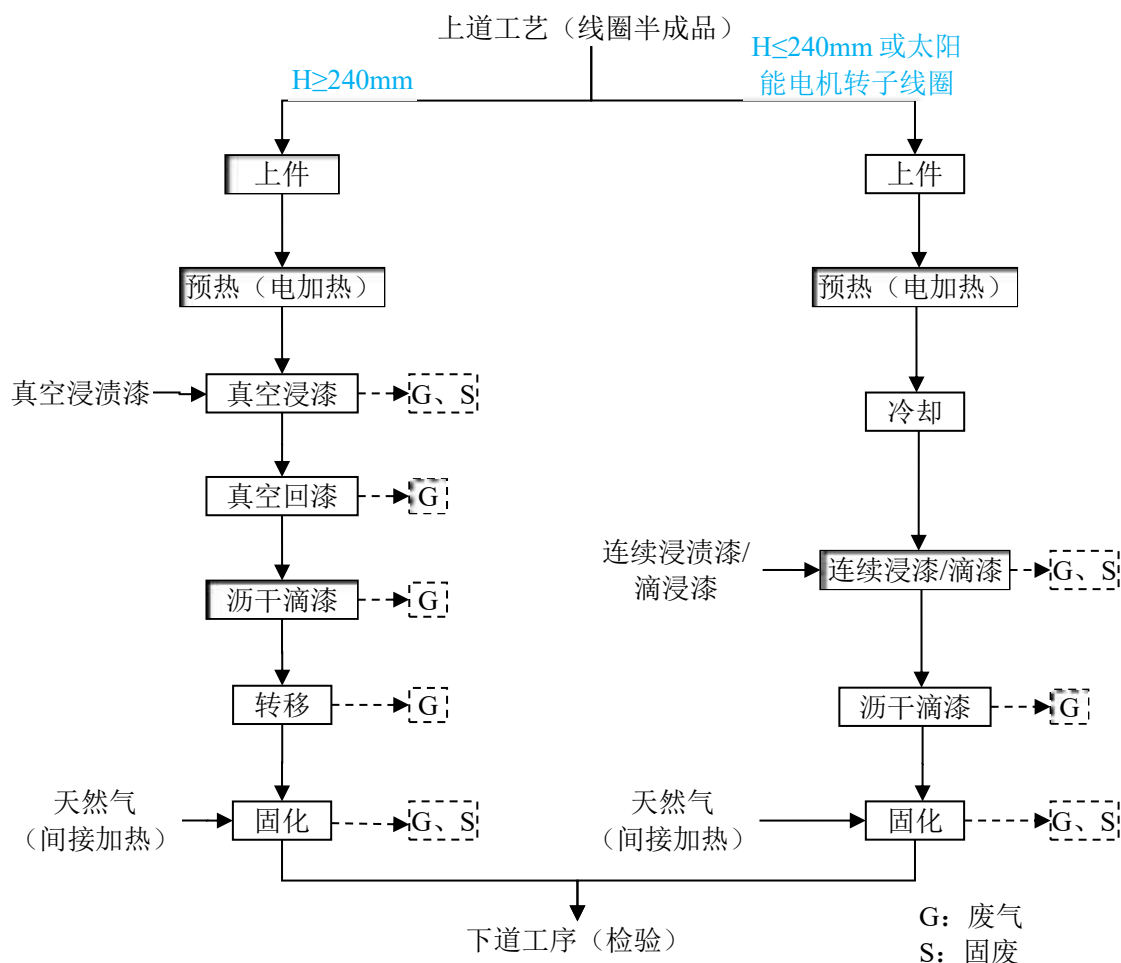 上道工艺（线圈半成品）
H≥240mm
H≤240mm 或太阳
能电机转子线圈
上件
上件
预热（电加热）
预热（电加热）
真空浸渍漆
真空浸漆
G、S
冷却
真空回漆
G
连续浸渍漆/
滴浸漆
连续浸漆/滴漆
G、S
沥干滴漆
G
转移
G
沥干滴漆
G
天然气
（间接加热）
固化
G、S
天然气
（间接加热）
固化
G、S
下道工序（检验）
G：废气
S：固废